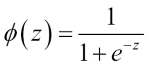 ϕ(z) = 1 / (1 + e^{-z})